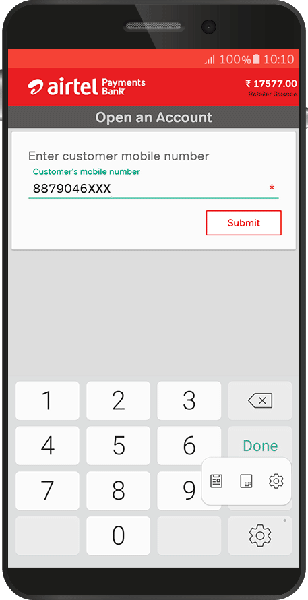 100% 10:10
airtel Payments Bank
₹ 17577.00
Retailer Balance
Open an Account
Enter customer mobile number
Customer's mobile number
8879046XXX *
Submit
1 2 3
4 5 6 Done
7 8 9
0